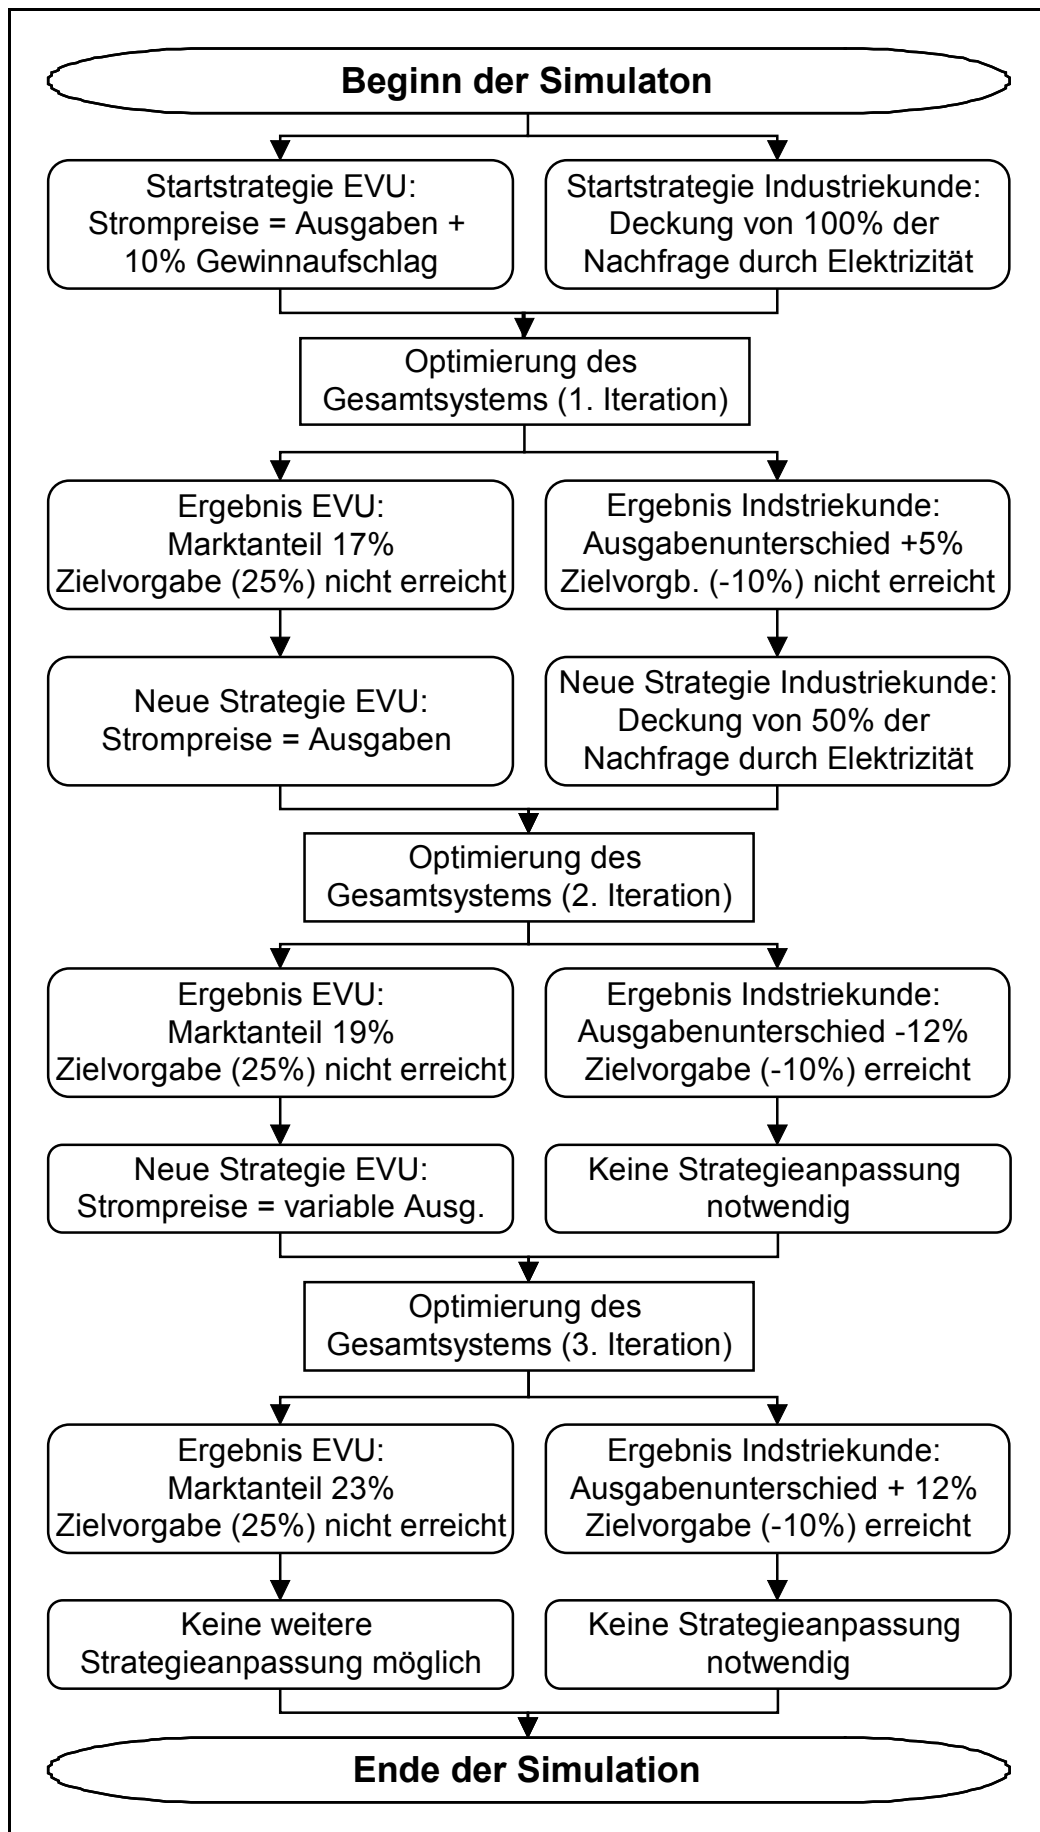 Beginn der Simulaton
Startstrategie EVU:
Strompreise = Ausgaben +
10% Gewinnaufschlag
Startstrategie Industriekunde:
Deckung von 100% der
Nachfrage durch Elektrizität
Optimierung des
Gesamtsystems (1. Iteration)
Ergebnis EVU:
Marktanteil 17%
Zielvorgabe (25%) nicht erreicht
Ergebnis Indstriekunde:
Ausgabenunterschied +5%
Zielvorgb. (-10%) nicht erreicht
Neue Strategie EVU:
Strompreise = Ausgaben
Neue Strategie Industriekunde:
Deckung von 50% der
Nachfrage durch Elektrizität
Optimierung des
Gesamtsystems (2. Iteration)
Ergebnis EVU:
Marktanteil 19%
Zielvorgabe (25%) nicht erreicht
Ergebnis Indstriekunde:
Ausgabenunterschied -12%
Zielvorgabe (-10%) erreicht
Neue Strategie EVU:
Strompreise = variable Ausg.
Keine Strategieanpassung
notwendig
Optimierung des
Gesamtsystems (3. Iteration)
Ergebnis EVU:
Marktanteil 23%
Zielvorgabe (25%) nicht erreicht
Ergebnis Indstriekunde:
Ausgabenunterschied + 12%
Zielvorgabe (-10%) erreicht
Keine weitere
Strategieanpassung möglich
Keine Strategieanpassung
notwendig
Ende der Simulation